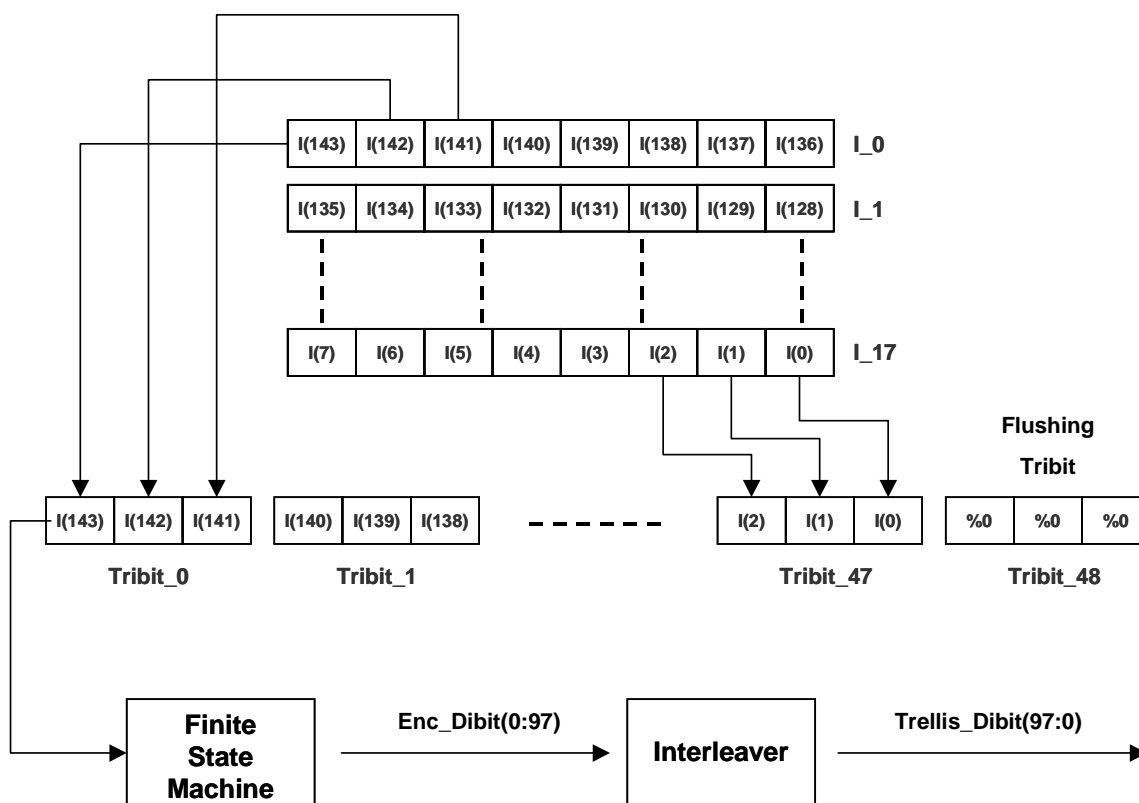 I(143) I(142) I(141) I(140) I(139) I(138) I(137) I(136) I_0
I(135) I(134) I(133) I(132) I(131) I(130) I(129) I(128) I_1
I(7) I(6) I(5) I(4) I(3) I(2) I(1) I(0) I_17
Flushing
Tribit
I(143) I(142) I(141) I(140) I(139) I(138) I(2) I(1) I(0) %0 %0 %0
Tribit_0 Tribit_1 Tribit_47 Tribit_48
Finite
State
Machine
Enc_Dibit(0:97)
Interleaver
Trellis_Dibit(97:0)